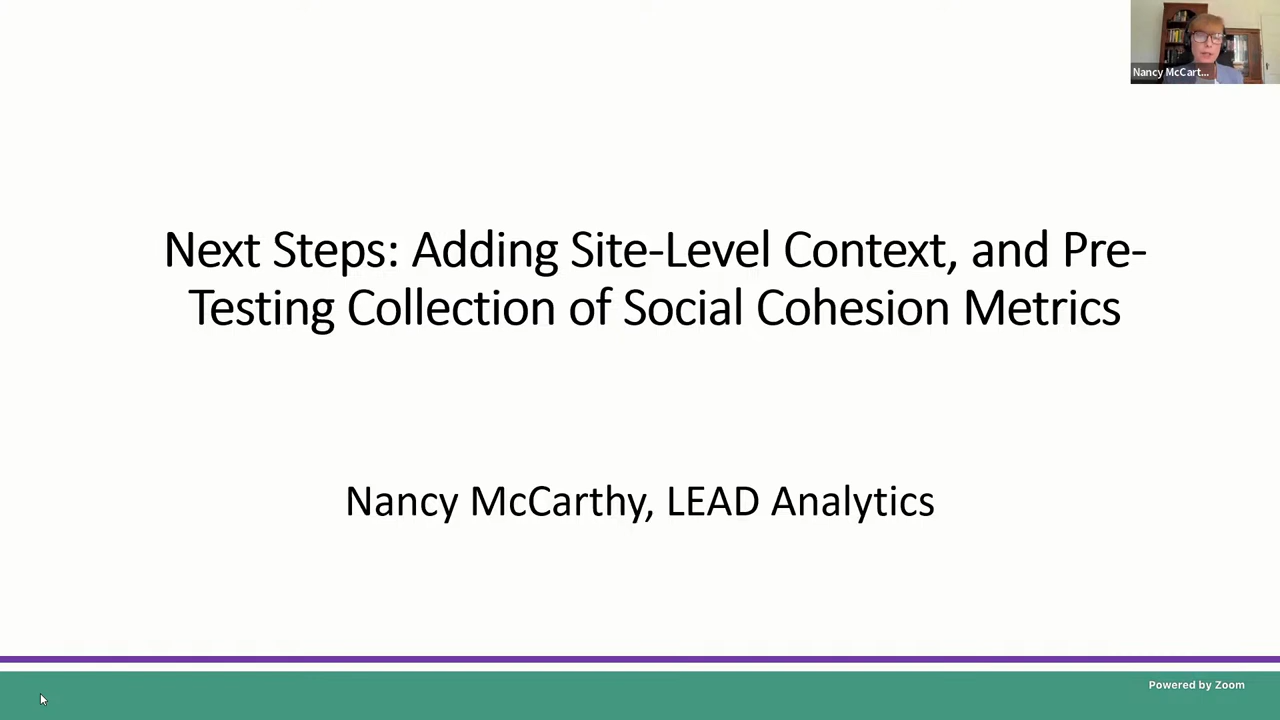 Nancy McCart...
Next Steps: Adding Site-Level Context, and Pre-
Testing Collection of Social Cohesion Metrics
Nancy McCarthy, LEAD Analytics
Powered by Zoom